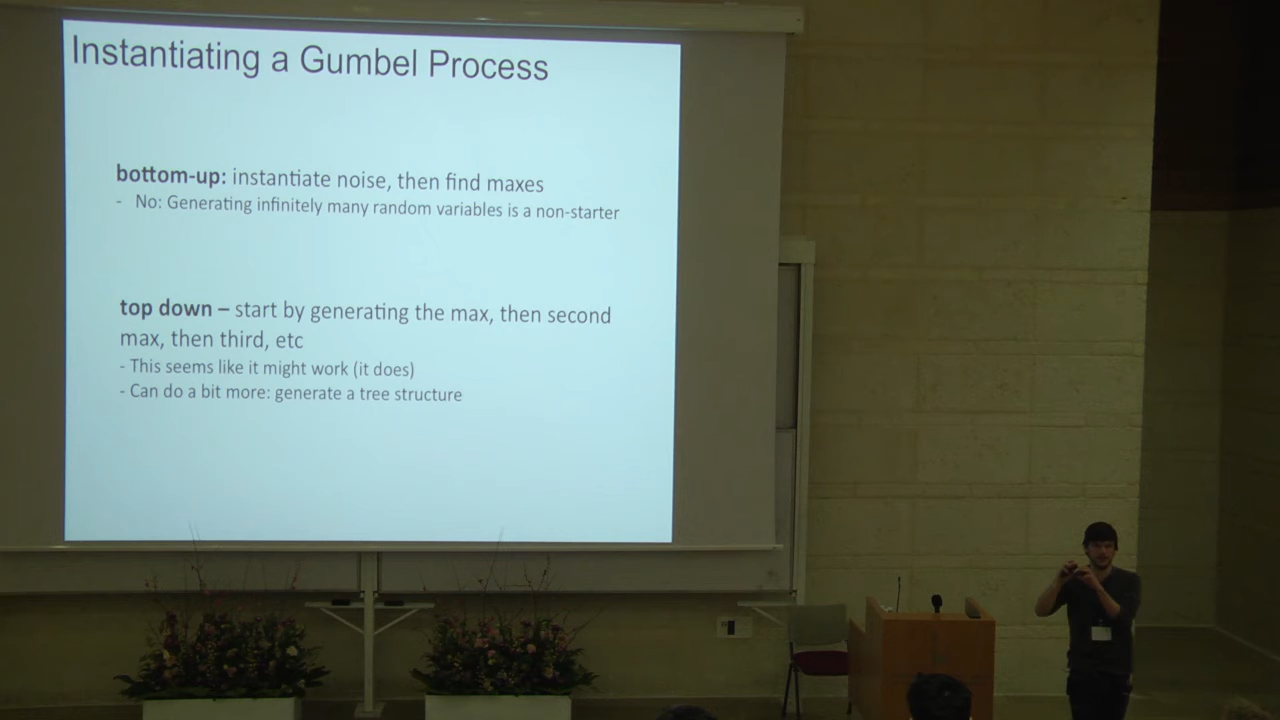 Instantiating a Gumbel Process
bottom-up: instantiate noise, then find maxes
- No: Generating infinitely many random variables is a non-starter
top down – start by generating the max, then second
max, then third, etc
- This seems like it might work (it does)
- Can do a bit more: generate a tree structure